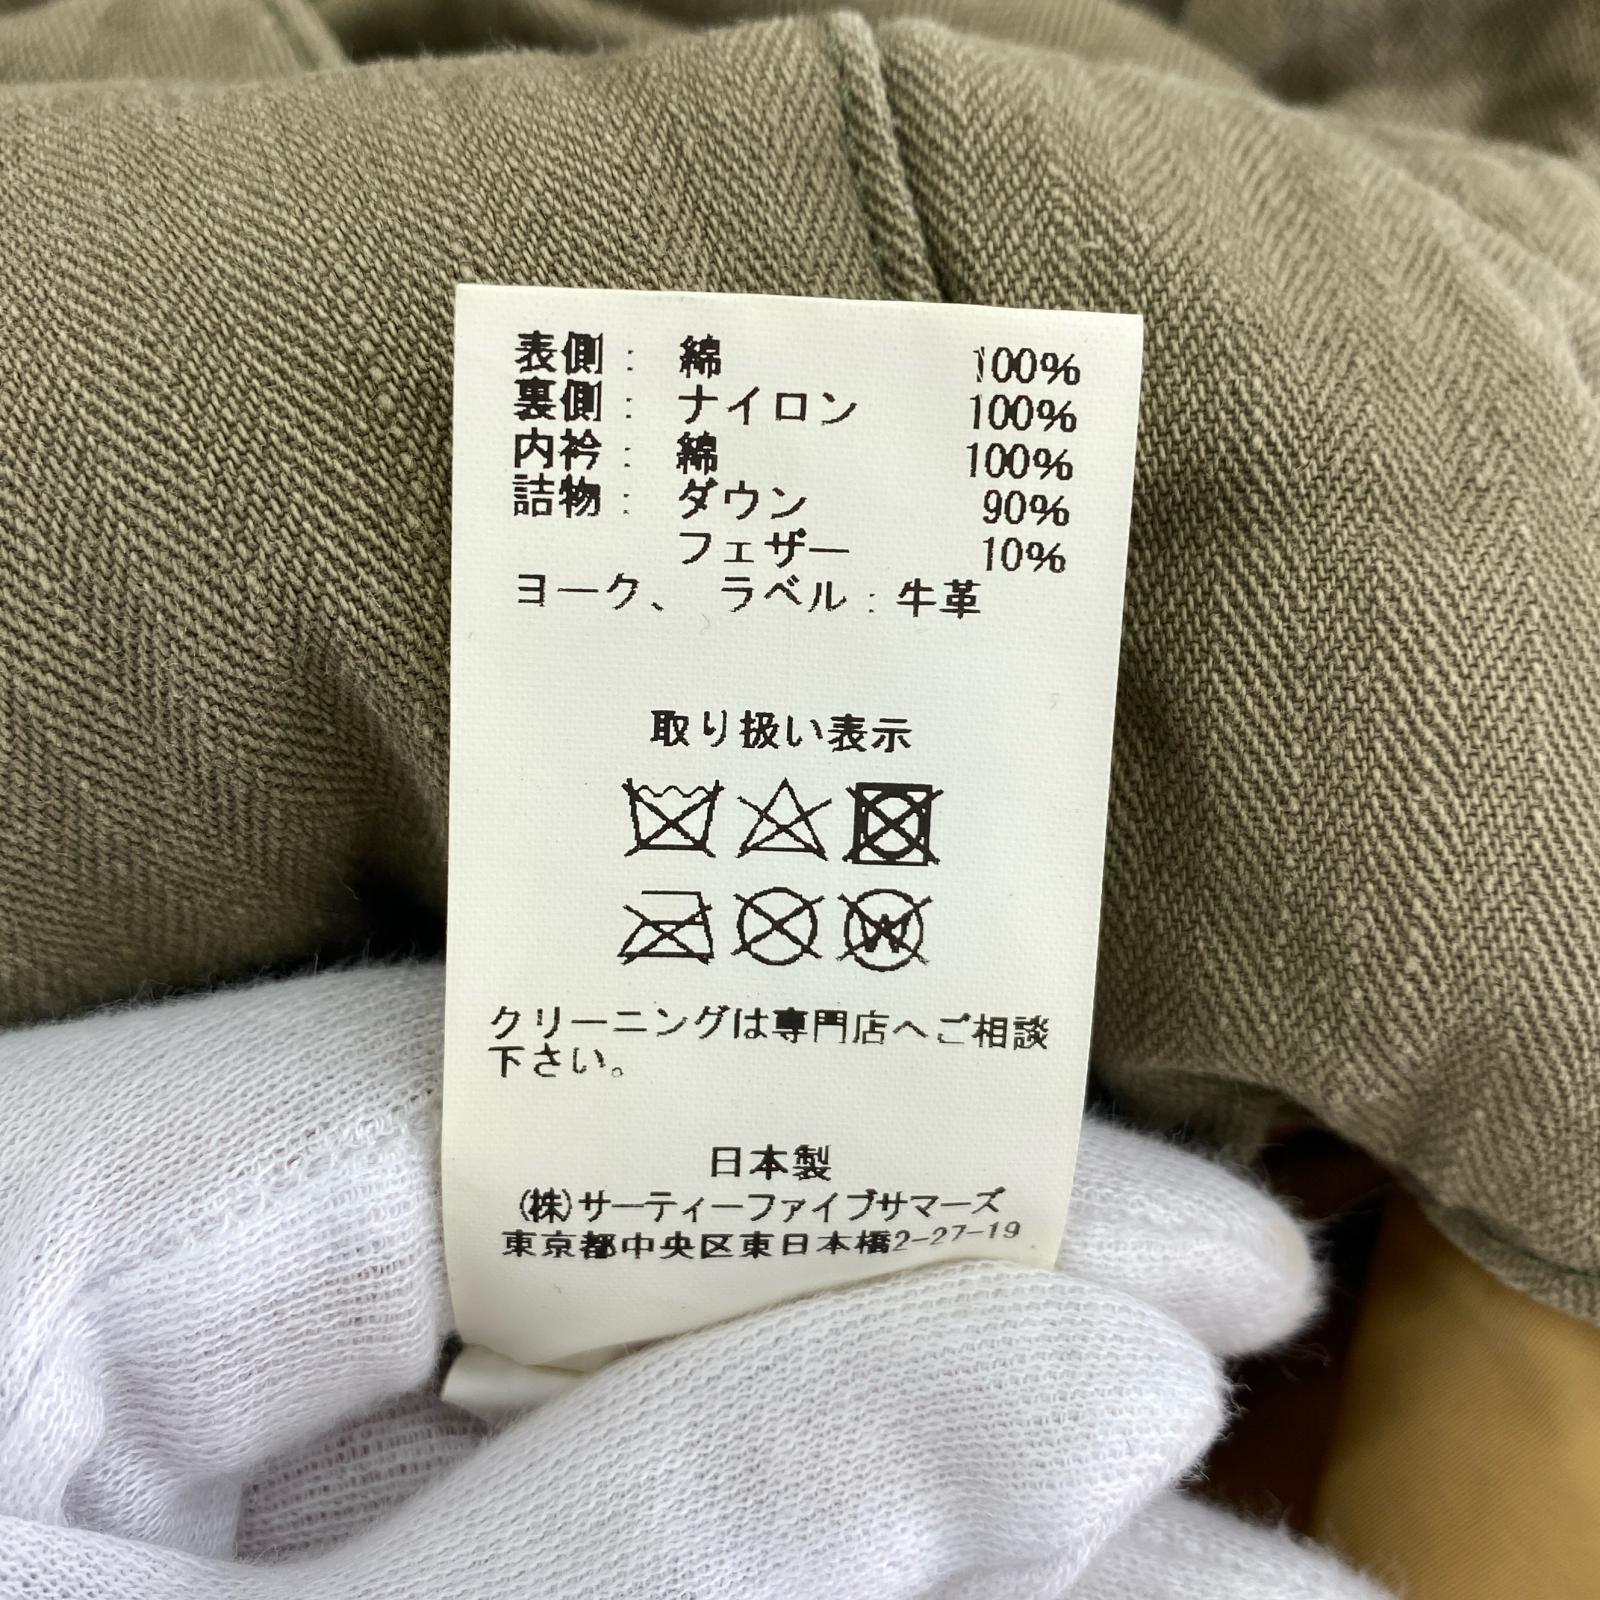 表側: 綿 100%
裏側: ナイロン 100%
内衿: 綿 100%
詰物: ダウン 90%
フェザー 10%
ヨーク、 ラベル: 牛革
取り扱い表示
W
クリーニングは専門店へご相談
下さい。
日本製
(株)サーティーファイブサマーズ
東京都中央区東日本橋2-27-19